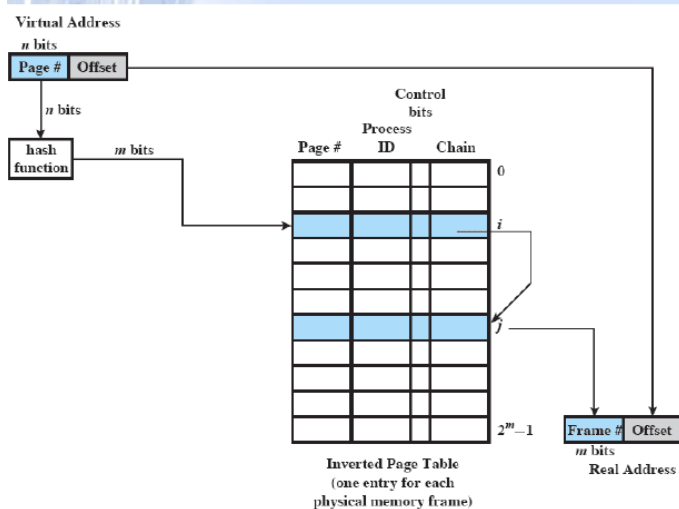 Virtual Address
n bits
Page # Offset
n bits
hash
function
m bits
Control
bits
Process
Page # ID Chain
0
i
j
2^m–1
Frame # Offset
m bits
Real Address
Inverted Page Table
(one entry for each
physical memory frame)